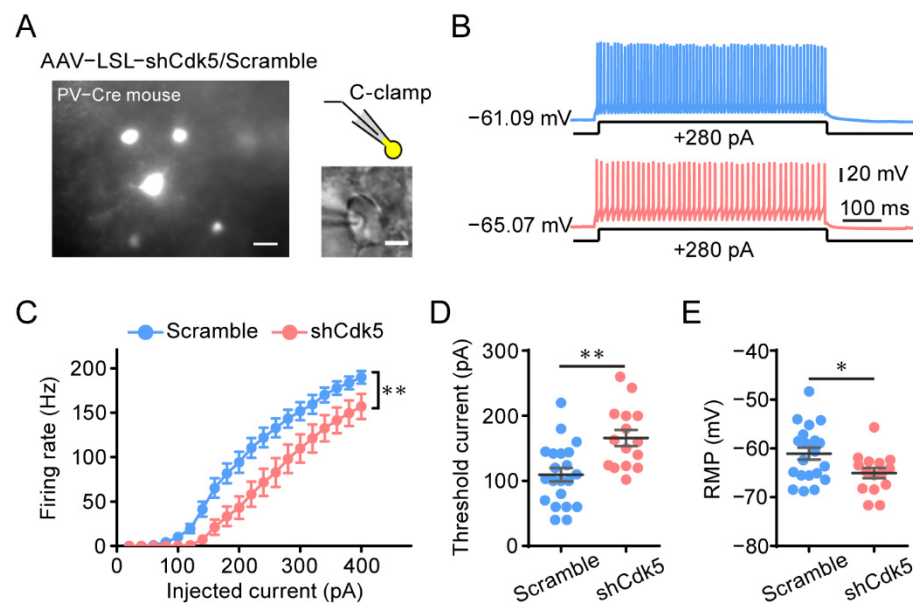 A
AAV−LSL−shCdk5/Scramble
PV−Cre mouse
C−clamp
B
−61.09 mV
+280 pA
20 mV
100 ms
−65.07 mV
+280 pA
C
Scramble
shCdk5
Firing rate (Hz)
200
150
100
50
0
**
0
100
200
300
400
Injected current (pA)
D
Threshold current (pA)
300
200
100
0
**
Scramble
shCdk5
E
RMP (mV)
−40
−50
−60
−70
−80
*
Scramble
shCdk5